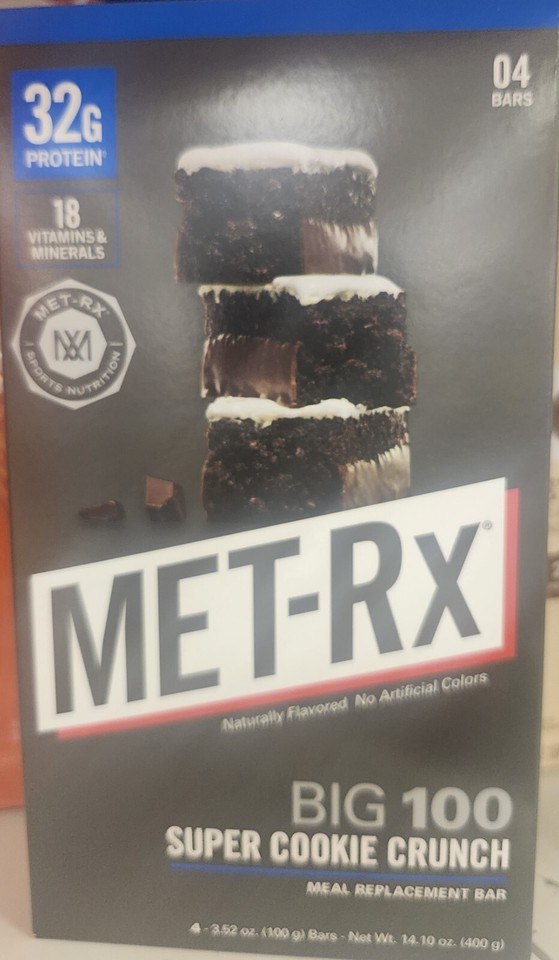 32G
PROTEIN†
04
BARS
18
VITAMINS &
MINERALS
MET-RX®
SPORTS NUTRITION
MET-Rx®
Naturally Flavored No Artificial Colors
BIG 100
SUPER COOKIE CRUNCH
MEAL REPLACEMENT BAR
4 - 3.52 oz. (100 g) Bars - Net Wt. 14.10 oz. (400 g)